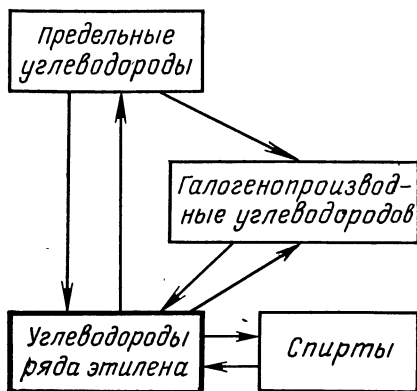 Предельные
углеводороды
Галогенопроизвод-
ные углеводородов
Углеводороды
ряда этилена
Спирты